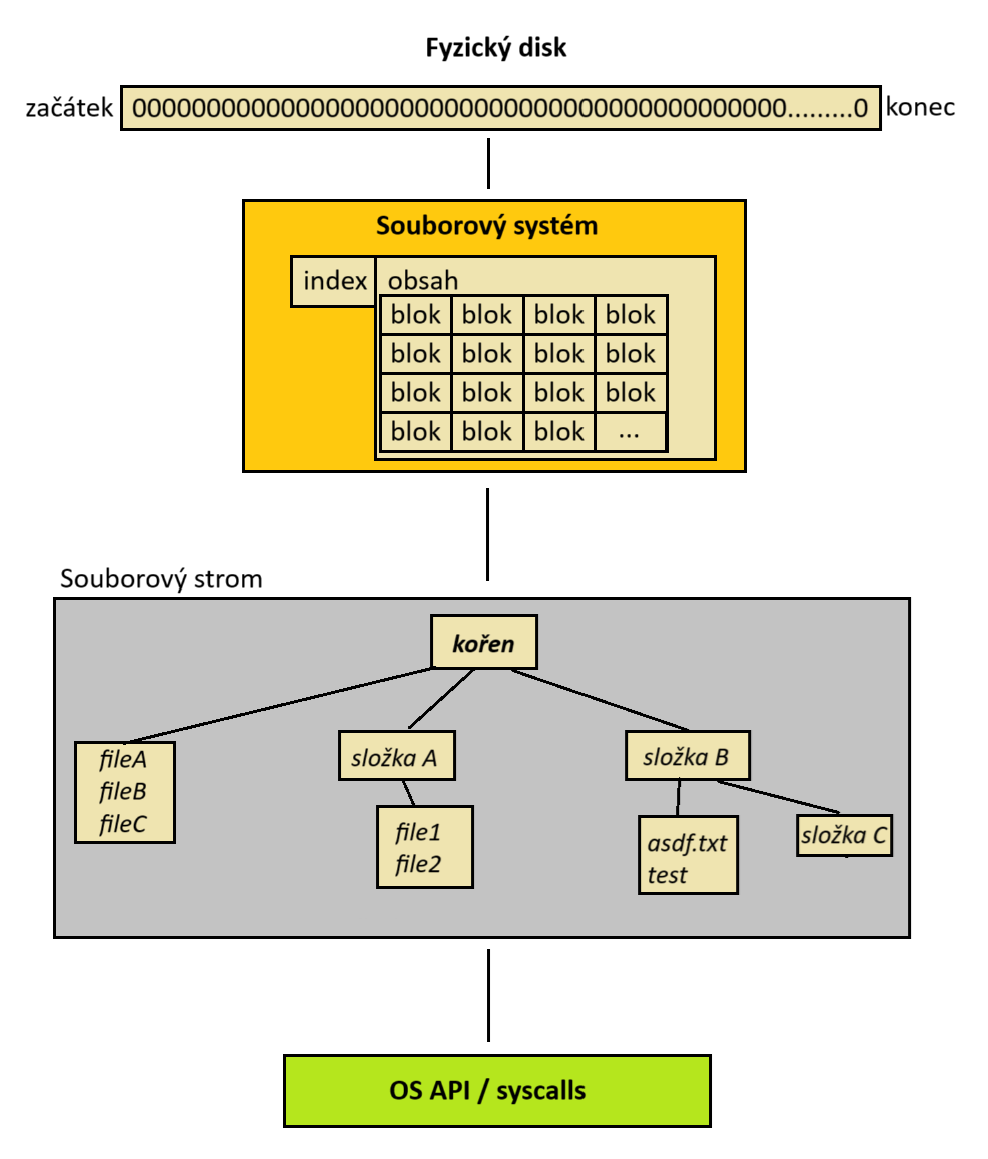 Fyzický disk
začátek 000000000000000000000000000000000000000000000.........0 konec
Souborový systém
index obsah
blok blok blok blok
blok blok blok blok
blok blok blok blok
blok blok blok ...
Souborový strom
kořen
fileA
fileB
fileC
složka A
file1
file2
složka B
asdf.txt
test
složka C
OS API / syscalls